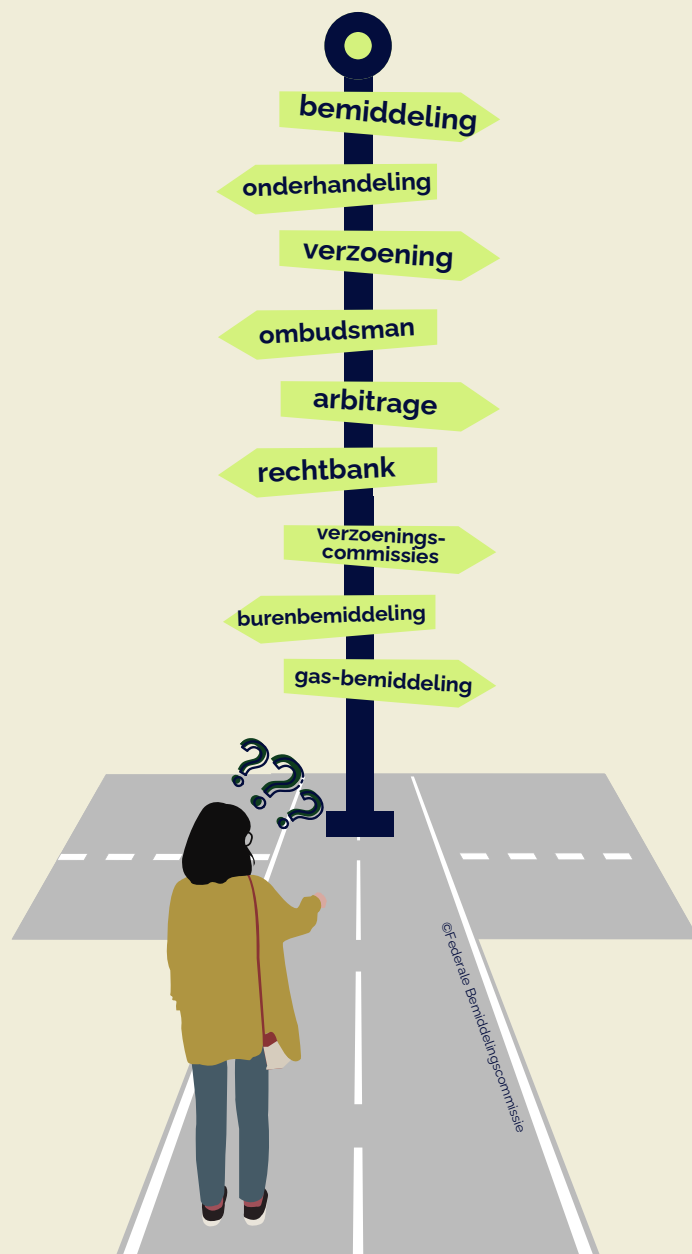 bemiddeling
onderhandeling
verzoening
ombudsman
arbitrage
rechtbank
verzoenings-
commissies
burenbemiddeling
gas-bemiddeling
???
©Federale Bemiddelingscommissie